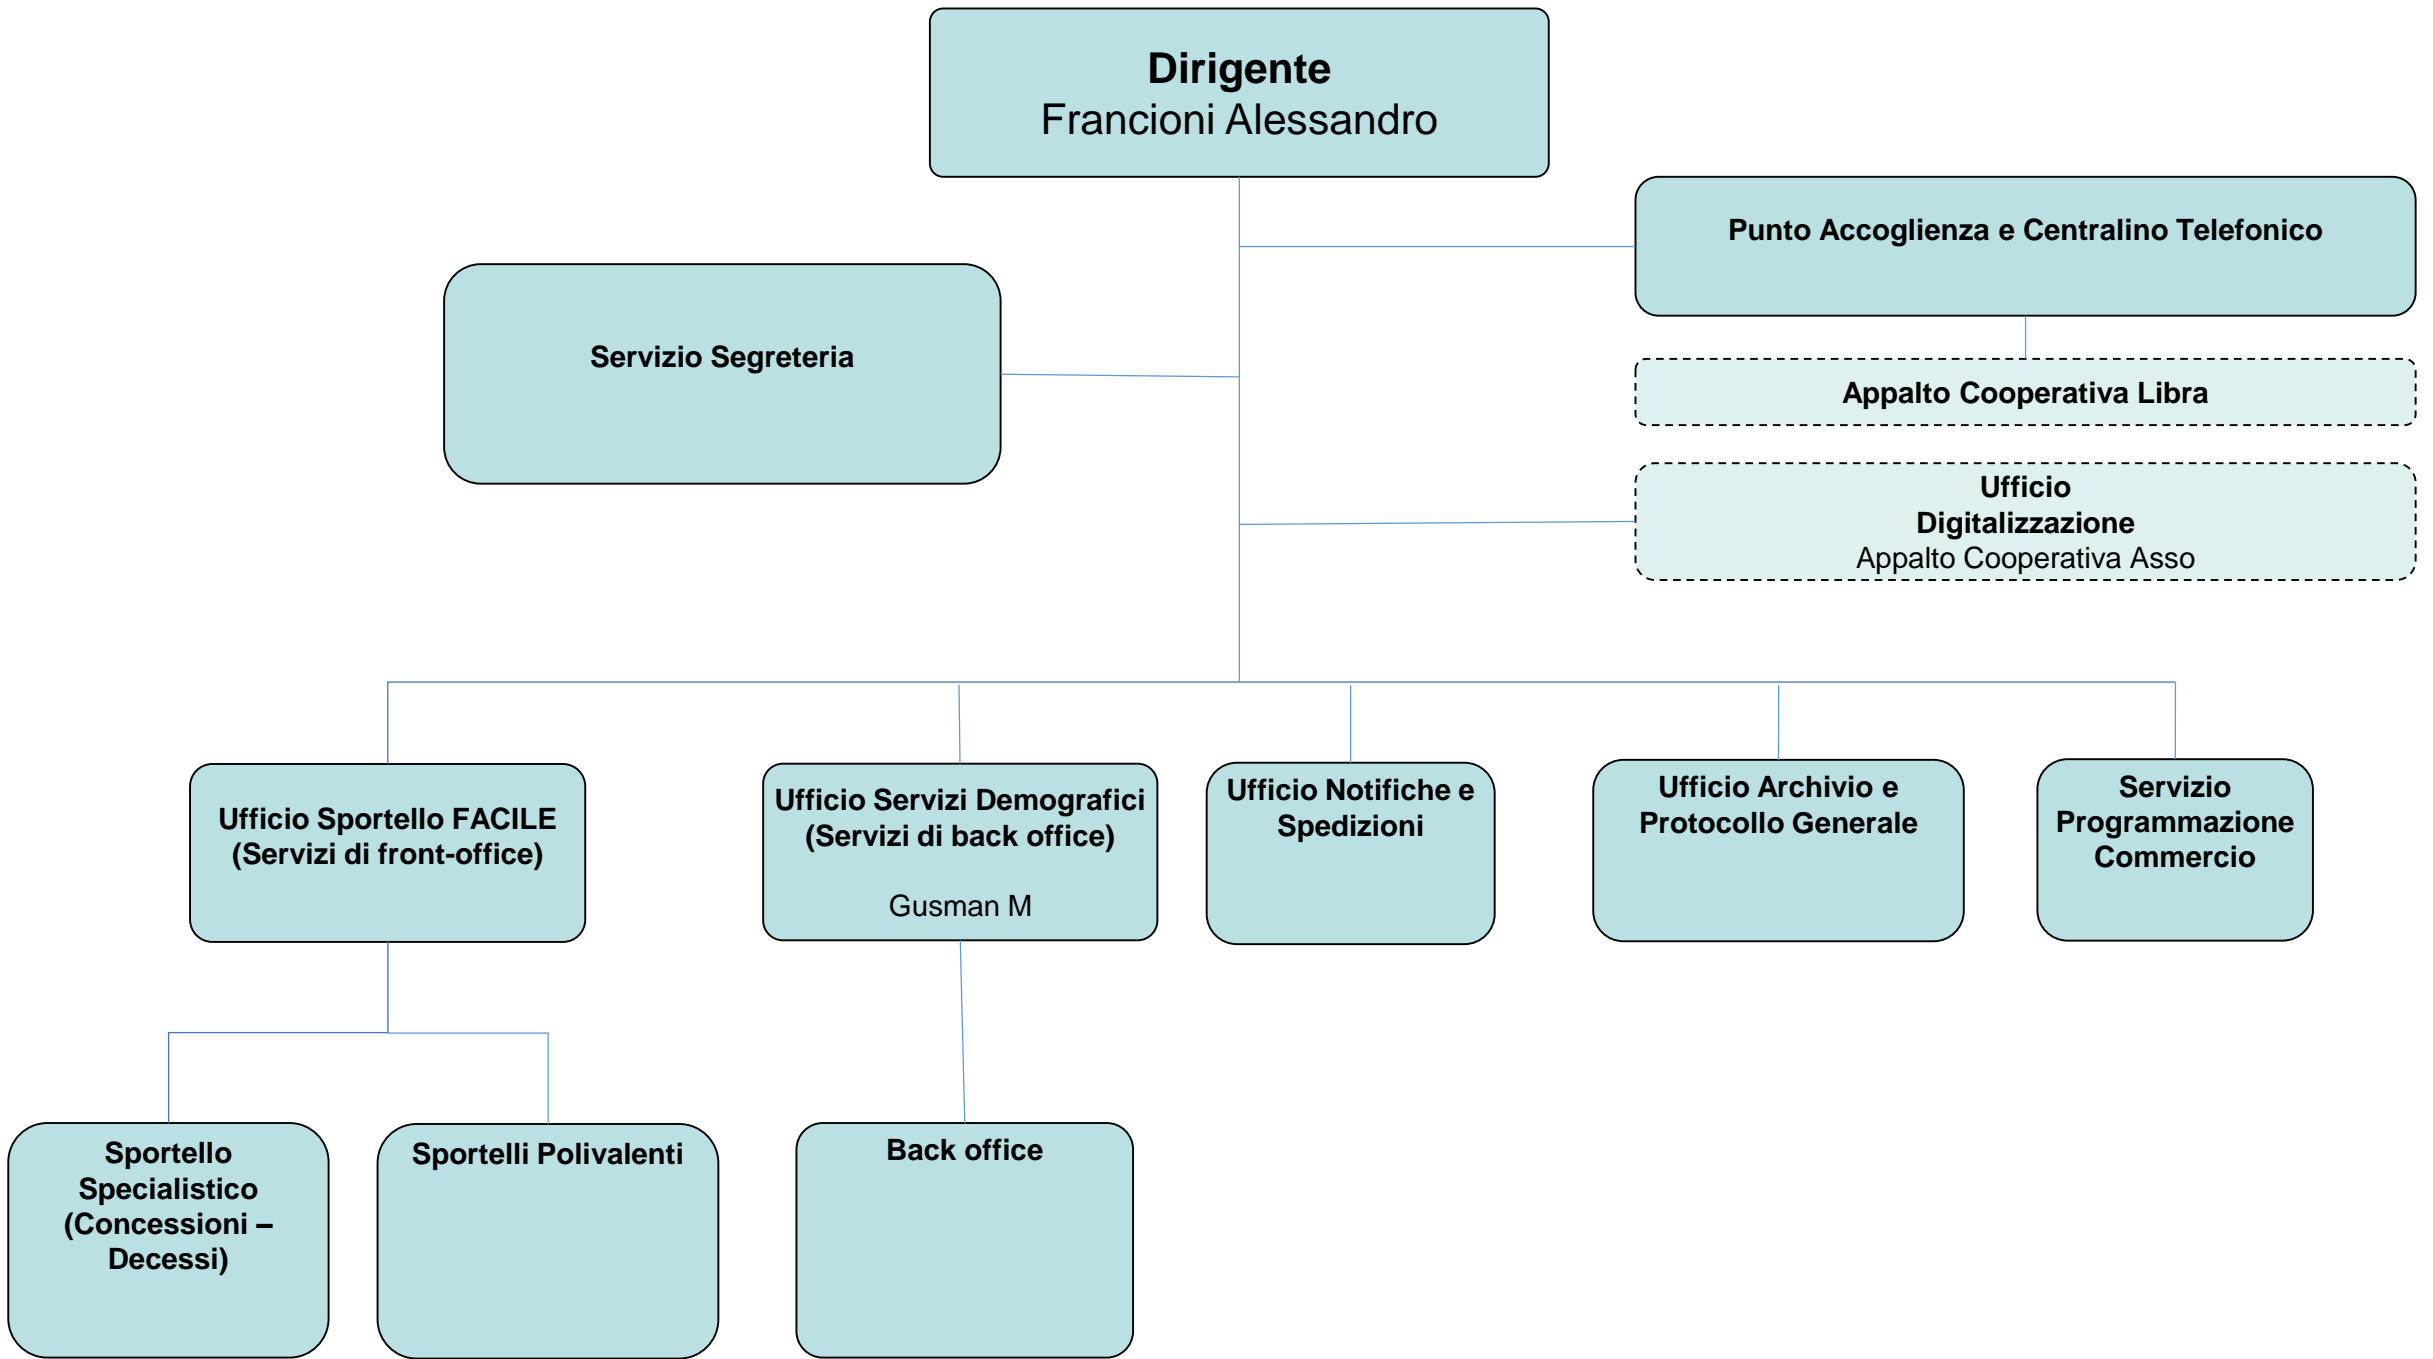 Dirigente
Francioni Alessandro
Punto Accoglienza e Centralino Telefonico
Servizio Segreteria
Appalto Cooperativa Libra
Ufficio
Digitalizzazione
Appalto Cooperativa Asso
Ufficio Sportello FACILE
(Servizi di front-office)
Ufficio Servizi Demografici
(Servizi di back office)
Gusman M
Ufficio Notifiche e
Spedizioni
Ufficio Archivio e
Protocollo Generale
Servizio
Programmazione
Commercio
Sportello
Specialistico
(Concessioni –
Decessi)
Sportelli Polivalenti
Back office